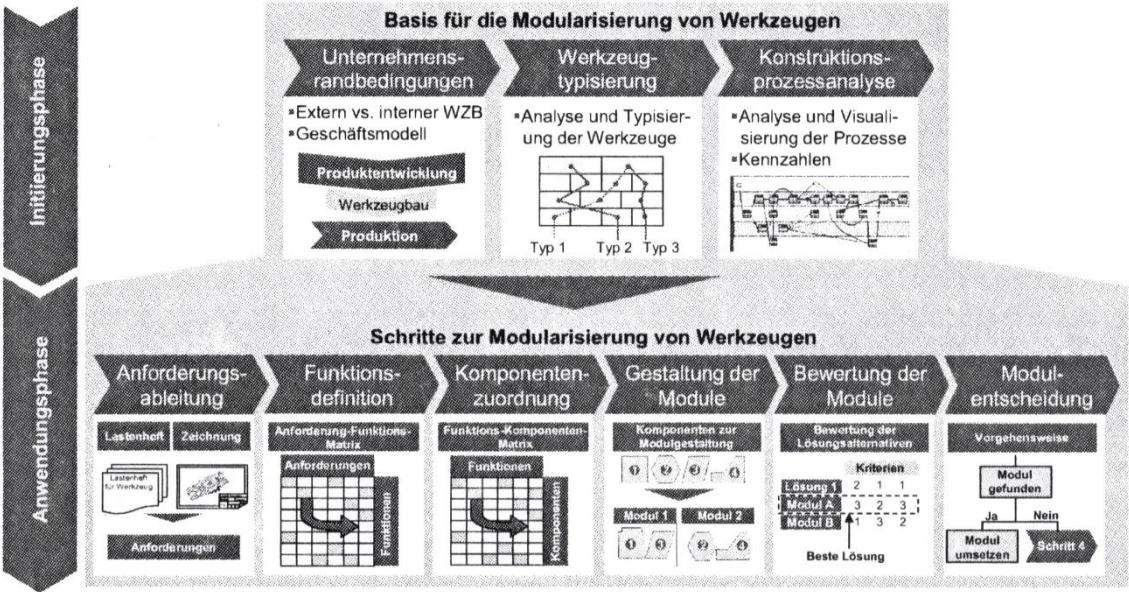 Initiierungsphase
Basis für die Modularisierung von Werkzeugen
Unternehmens-
randbedingungen
Extern vs. interner WZB
Geschäftsmodell
Produktentwicklung
Werkzeugbau
Produktion
Werkzeug-
typisierung
Analyse und Typisier-
ung der Werkzeuge
Typ 1
Typ 2
Typ 3
Konstruktions-
prozessanalyse
Analyse und Visuali-
sierung der Prozesse
Kennzahlen
Anwendungsphase
Schritte zur Modularisierung von Werkzeugen
Anforderungs-
ableitung
Lastenheft
Zeichnung
Lastenheft
für Werkzeug
Anforderungen
Funktions-
definition
Anforderung-Funktions-
Matrix
Anforderungen
Funktionen
Komponenten-
zuordnung
Funktions-Komponenten-
Matrix
Funktionen
Komponenten
Gestaltung der
Module
Komponenten zur
Modulgestaltung
1 2 3 4
Modul 1
Modul 2
1 3
2 4
Bewertung der
Module
Bewertung der
Lösungsalternativen
Kriterien
Lösung 1 2 1 1
Modul A 3 2 3
Modul B 1 3 2
Beste Lösung
Modul-
entscheidung
Vorgehensweise
Modul
gefunden
Ja
Nein
Modul
umsetzen
Schritt 4